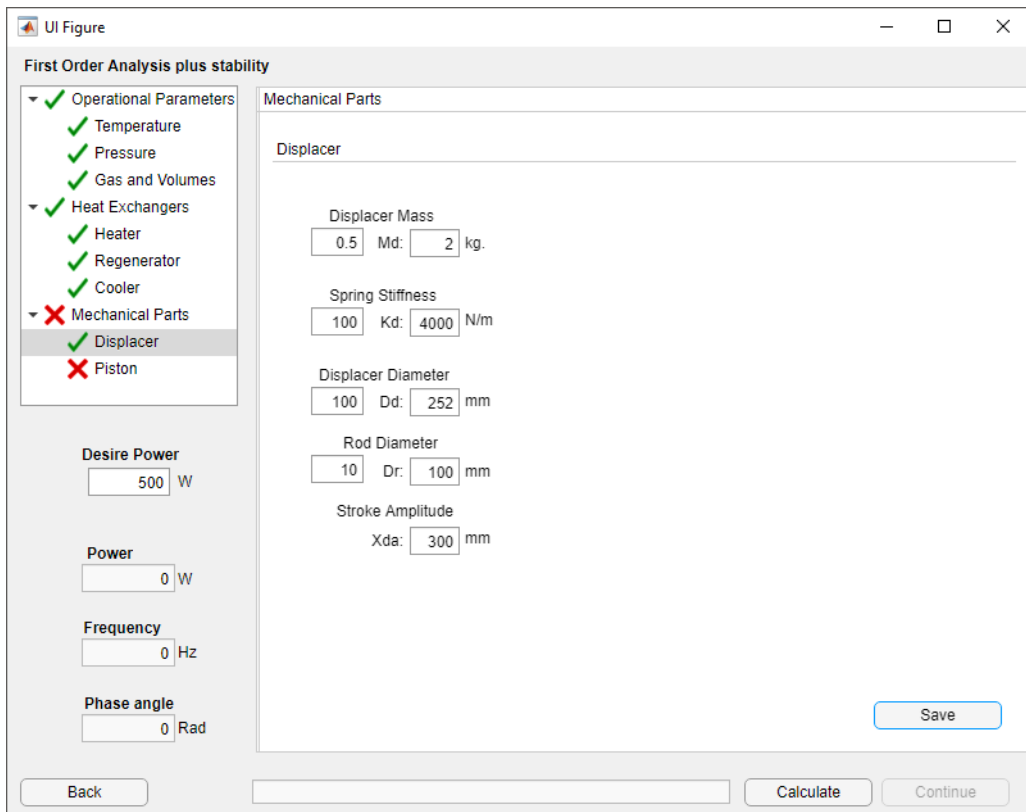 UI Figure
First Order Analysis plus stability
Operational Parameters
Temperature
Pressure
Gas and Volumes
Heat Exchangers
Heater
Regenerator
Cooler
Mechanical Parts
Displacer
Piston
Desire Power
500 W
Power
0 W
Frequency
0 Hz
Phase angle
0 Rad
Mechanical Parts
Displacer
Displacer Mass
0.5 Md: 2 kg.
Spring Stiffness
100 Kd: 4000 N/m
Displacer Diameter
100 Dd: 252 mm
Rod Diameter
10 Dr: 100 mm
Stroke Amplitude
Xda: 300 mm
Save
Back Calculate Continue